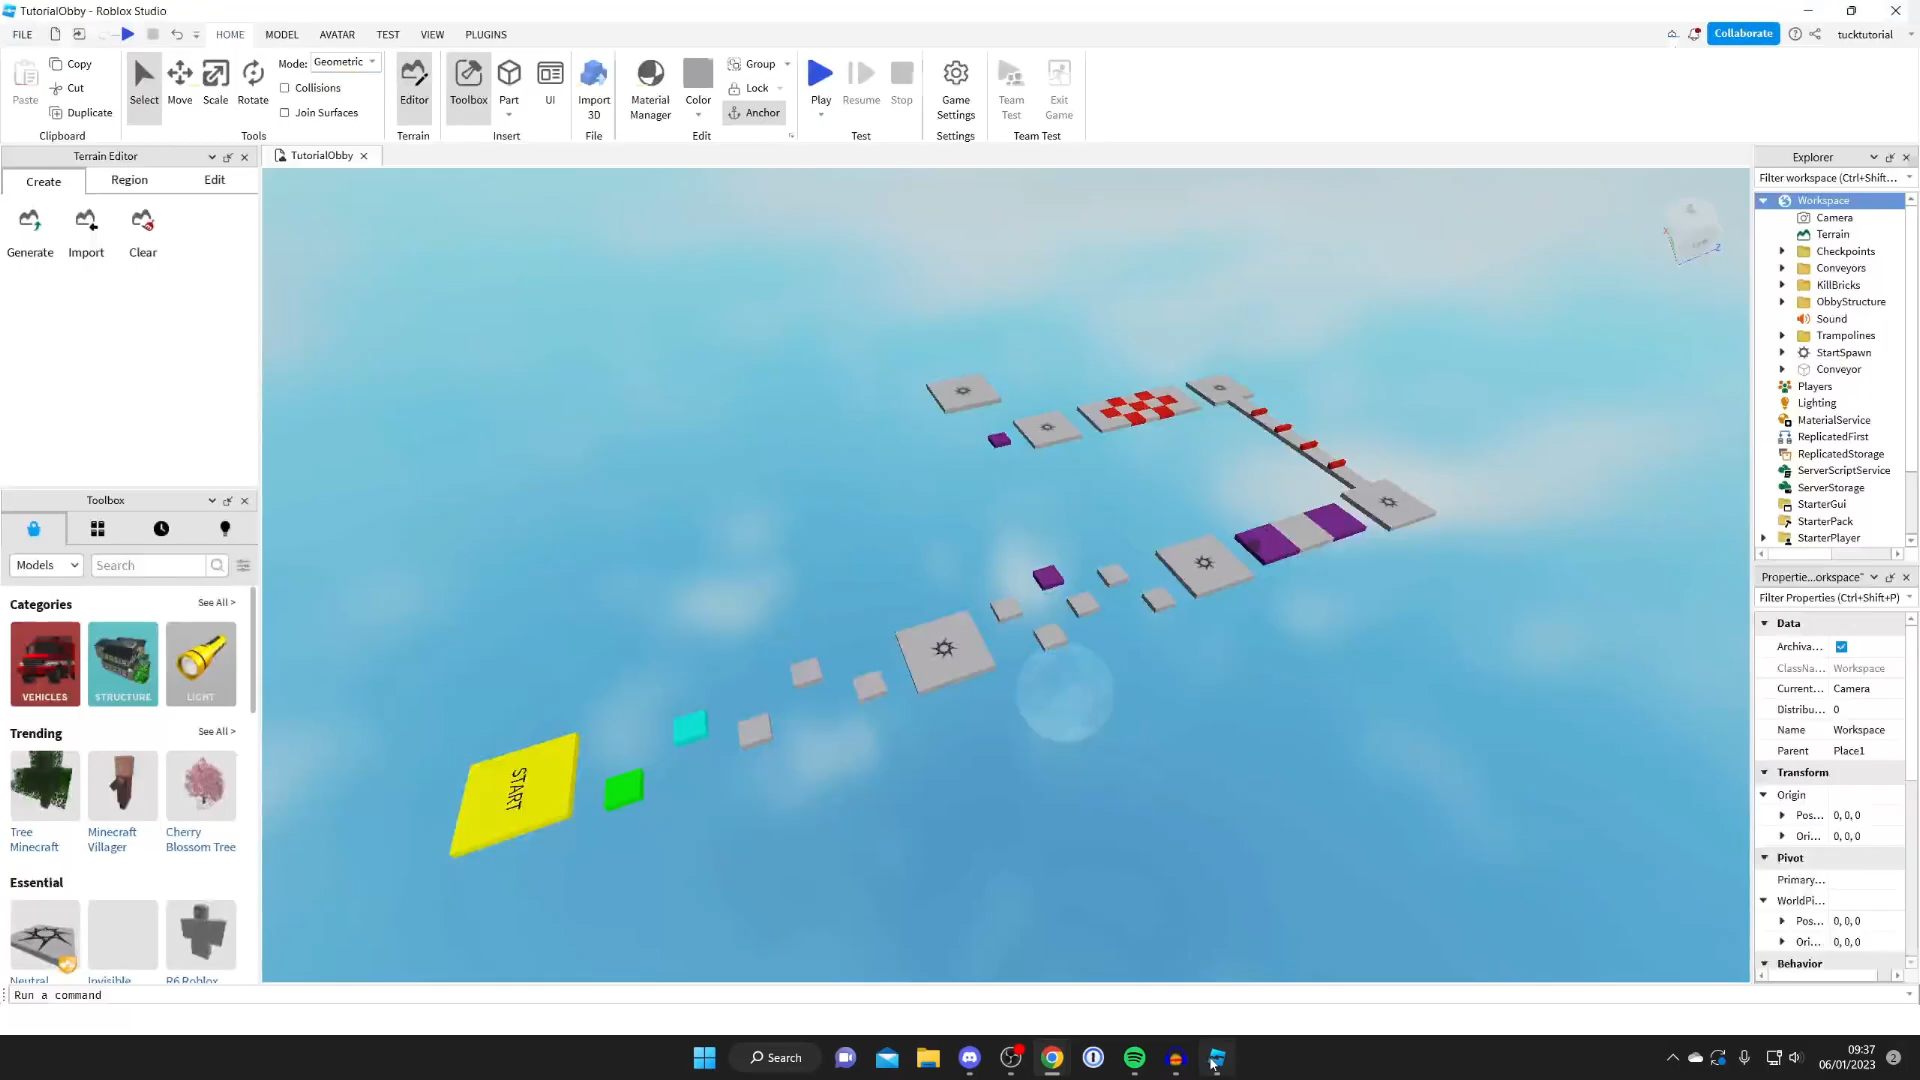 TutorialObby - Roblox Studio
FILE HOME MODEL AVATAR TEST VIEW PLUGINS Collaborate tucktutorial
Paste Copy Cut Duplicate Clipboard
Select Move Scale Rotate Mode: Geometric Collisions Join Surfaces Tools
Editor Terrain
Toolbox Part UI Insert
Import 3D File
Material Manager Color Group Lock Anchor Edit
Play Resume Stop Test
Game Settings Settings
Team Test Exit Game Team Test
Terrain Editor
Create Region Edit
Generate Import Clear
TutorialObby
START
Toolbox
Models Search
Categories See All >
VEHICLES STRUCTURE LIGHT
Trending See All >
Tree Minecraft
Minecraft Villager
Cherry Blossom Tree
Essential See All >
Neutral Invisible R6 Roblox
Run a command
Explorer
Filter workspace (Ctrl+Shift...
Workspace
Camera
Terrain
Checkpoints
Conveyors
KillBricks
ObbyStructure
Sound
Trampolines
StartSpawn
Conveyor
Players
Lighting
MaterialService
ReplicatedFirst
ReplicatedStorage
ServerScriptService
ServerStorage
StarterGui
StarterPack
StarterPlayer
Propertie...orkspace"
Filter Properties (Ctrl+Shift+P)
Data
Archiva...
ClassNa... Workspace
Current... Camera
Distribu... 0
Name Workspace
Parent Place1
Transform
Origin
Pos... 0, 0, 0
Ori... 0, 0, 0
Pivot
Primary...
WorldPi...
Pos... 0, 0, 0
Ori... 0, 0, 0
Behavior
Search
09:37
06/01/2023
2